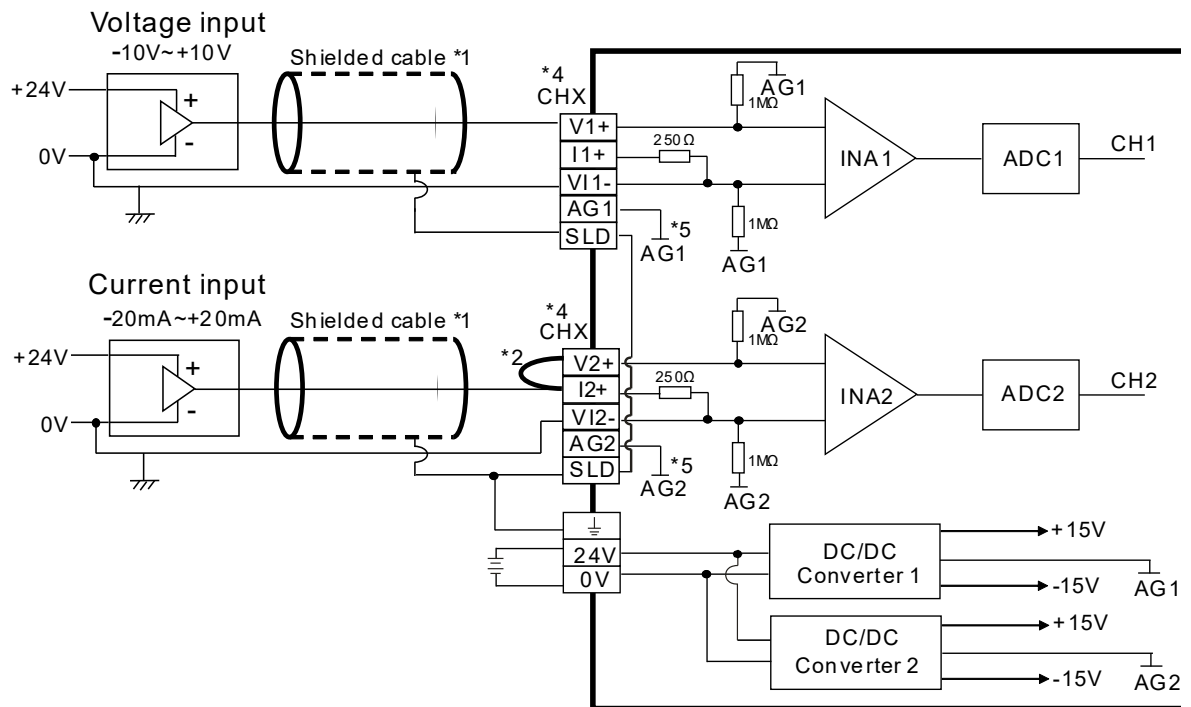 Voltage input
-10V~+10V
+24V
+
-
0V
Shielded cable *1
*4
CHX
V1+
I1+
VI1-
AG1
SLD
*5
AG1
250Ω
1MΩ
AG1
1MΩ
AG1
INA1
ADC1
CH1
Current input
-20mA~+20mA
+24V
+
-
0V
Shielded cable *1
*2
*4
CHX
V2+
I2+
VI2-
AG2
SLD
*5
AG2
250Ω
1MΩ
AG2
1MΩ
AG2
INA2
ADC2
CH2
24V
0V
DC/DC
Converter 1
+15V
AG1
-15V
DC/DC
Converter 2
+15V
AG2
-15V